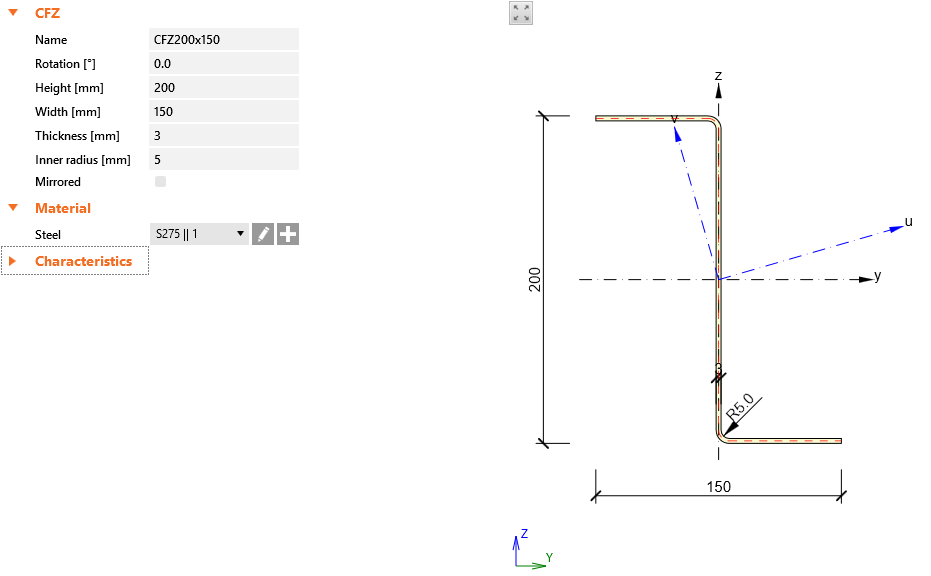 CFZ
Name CFZ200x150
Rotation [°] 0.0
Height [mm] 200
Width [mm] 150
Thickness [mm] 3
Inner radius [mm] 5
Mirrored
Material
Steel S275 || 1
Characteristics
z
v
u
y
200
3
R5.0
150
Z
Y